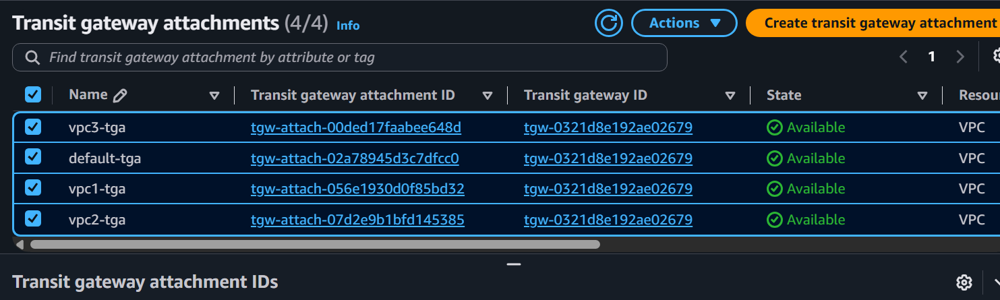 Transit gateway attachments (4/4) Info Actions Create transit gateway attachment
Find transit gateway attachment by attribute or tag 1
Name Transit gateway attachment ID Transit gateway ID State Resou
vpc3-tga tgw-attach-00ded17faabee648d tgw-0321d8e192ae02679 Available VPC
default-tga tgw-attach-02a78945d3c7dfcc0 tgw-0321d8e192ae02679 Available VPC
vpc1-tga tgw-attach-056e1930d0f85bd32 tgw-0321d8e192ae02679 Available VPC
vpc2-tga tgw-attach-07d2e9b1bfd145385 tgw-0321d8e192ae02679 Available VPC
Transit gateway attachment IDs